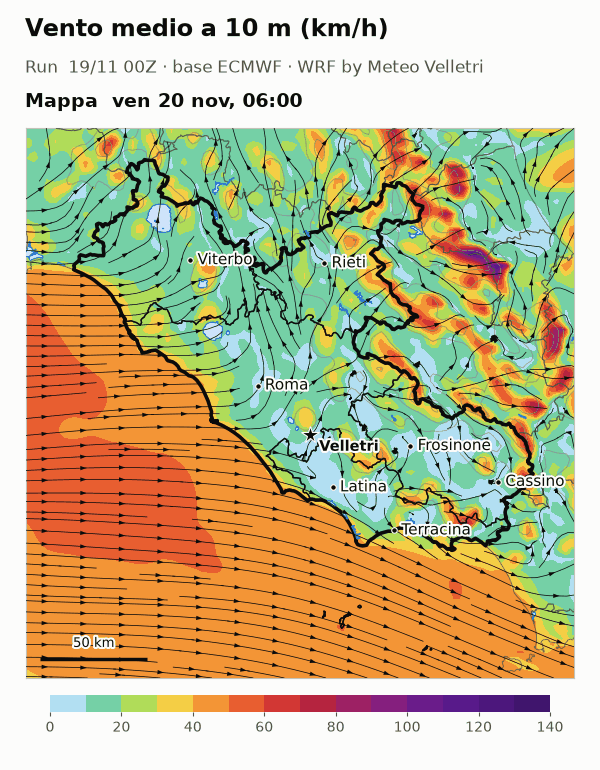 Vento medio a 10 m (km/h)
Run 19/11 00Z · base ECMWF · WRF by Meteo Velletri
Mappa ven 20 nov, 06:00
Viterbo
Rieti
Roma
Velletri
Frosinone
Latina
Cassino
Terracina
50 km
0 20 40 60 80 100 120 140